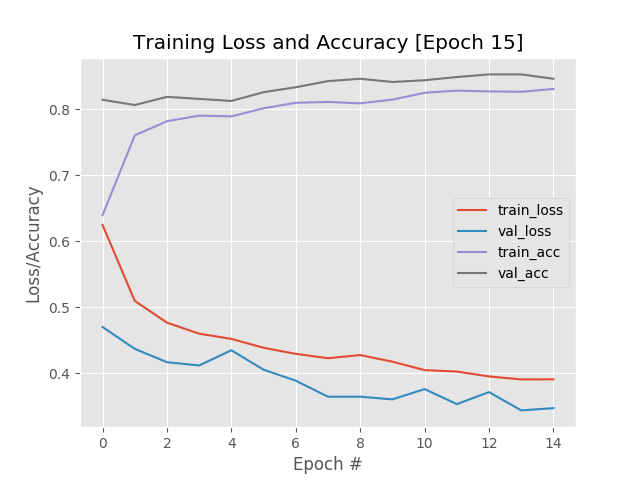 Training Loss and Accuracy [Epoch 15]
Loss/Accuracy
0.8
0.7
0.6
0.5
0.4
train_loss
val_loss
train_acc
val_acc
0 2 4 6 8 10 12 14
Epoch #